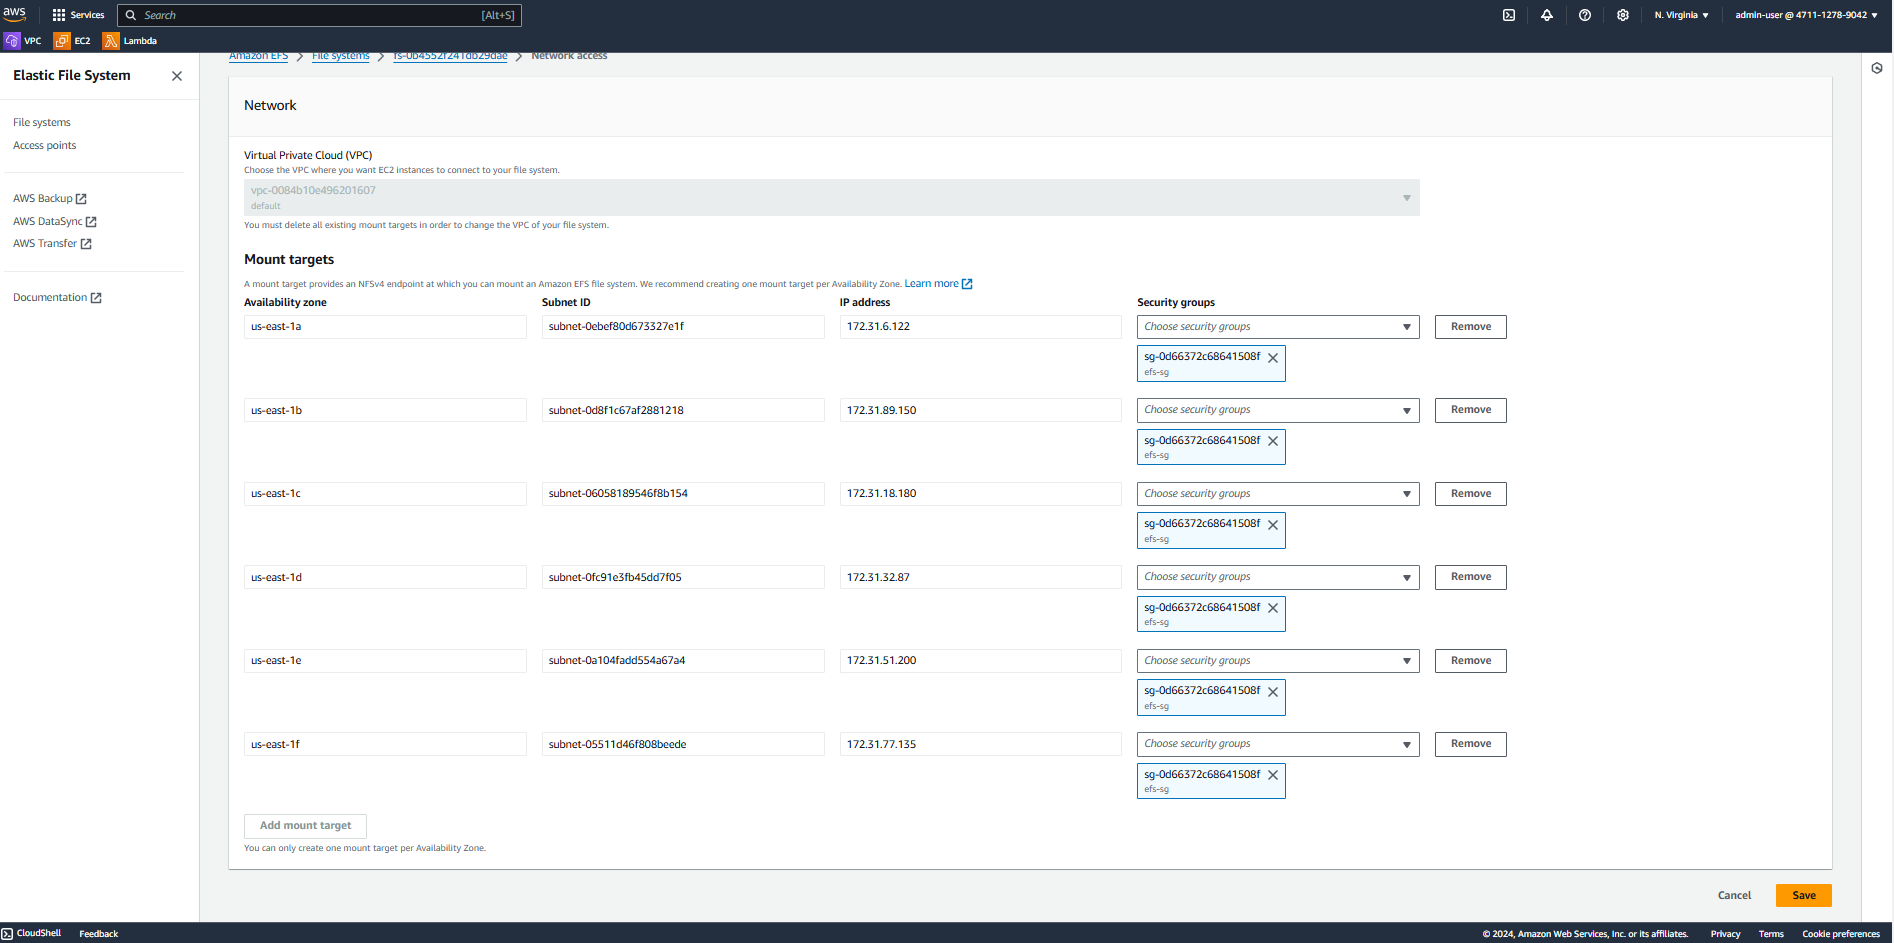 aws Services Search [Alt+S] N. Virginia ▼ admin-user @ 4711-1278-9042 ▼
VPC EC2 Lambda
Elastic File System
File systems
Access points
AWS Backup
AWS DataSync
AWS Transfer
Documentation
Amazon EFS > File systems > fs-0b4552f241db29dae > Network access
Network
Virtual Private Cloud (VPC)
Choose the VPC where you want EC2 instances to connect to your file system.
vpc-0084b10e496201607
default
You must delete all existing mount targets in order to change the VPC of your file system.
Mount targets
A mount target provides an NFSv4 endpoint at which you can mount an Amazon EFS file system. We recommend creating one mount target per Availability Zone. Learn more
Availability zone Subnet ID IP address Security groups
us-east-1a subnet-0ebef80d673327e1f 172.31.6.122 Choose security groups Remove
sg-0d66372c68641508f
efs-sg
us-east-1b subnet-0d8f1c67af2881218 172.31.89.150 Choose security groups Remove
sg-0d66372c68641508f
efs-sg
us-east-1c subnet-06058189546f8b154 172.31.18.180 Choose security groups Remove
sg-0d66372c68641508f
efs-sg
us-east-1d subnet-0fc91e3fb45dd7f05 172.31.32.87 Choose security groups Remove
sg-0d66372c68641508f
efs-sg
us-east-1e subnet-0a104fadd554a67a4 172.31.51.200 Choose security groups Remove
sg-0d66372c68641508f
efs-sg
us-east-1f subnet-05511d46f808beede 172.31.77.135 Choose security groups Remove
sg-0d66372c68641508f
efs-sg
Add mount target
You can only create one mount target per Availability Zone.
Cancel Save
CloudShell Feedback © 2024, Amazon Web Services, Inc. or its affiliates. Privacy Terms Cookie preferences